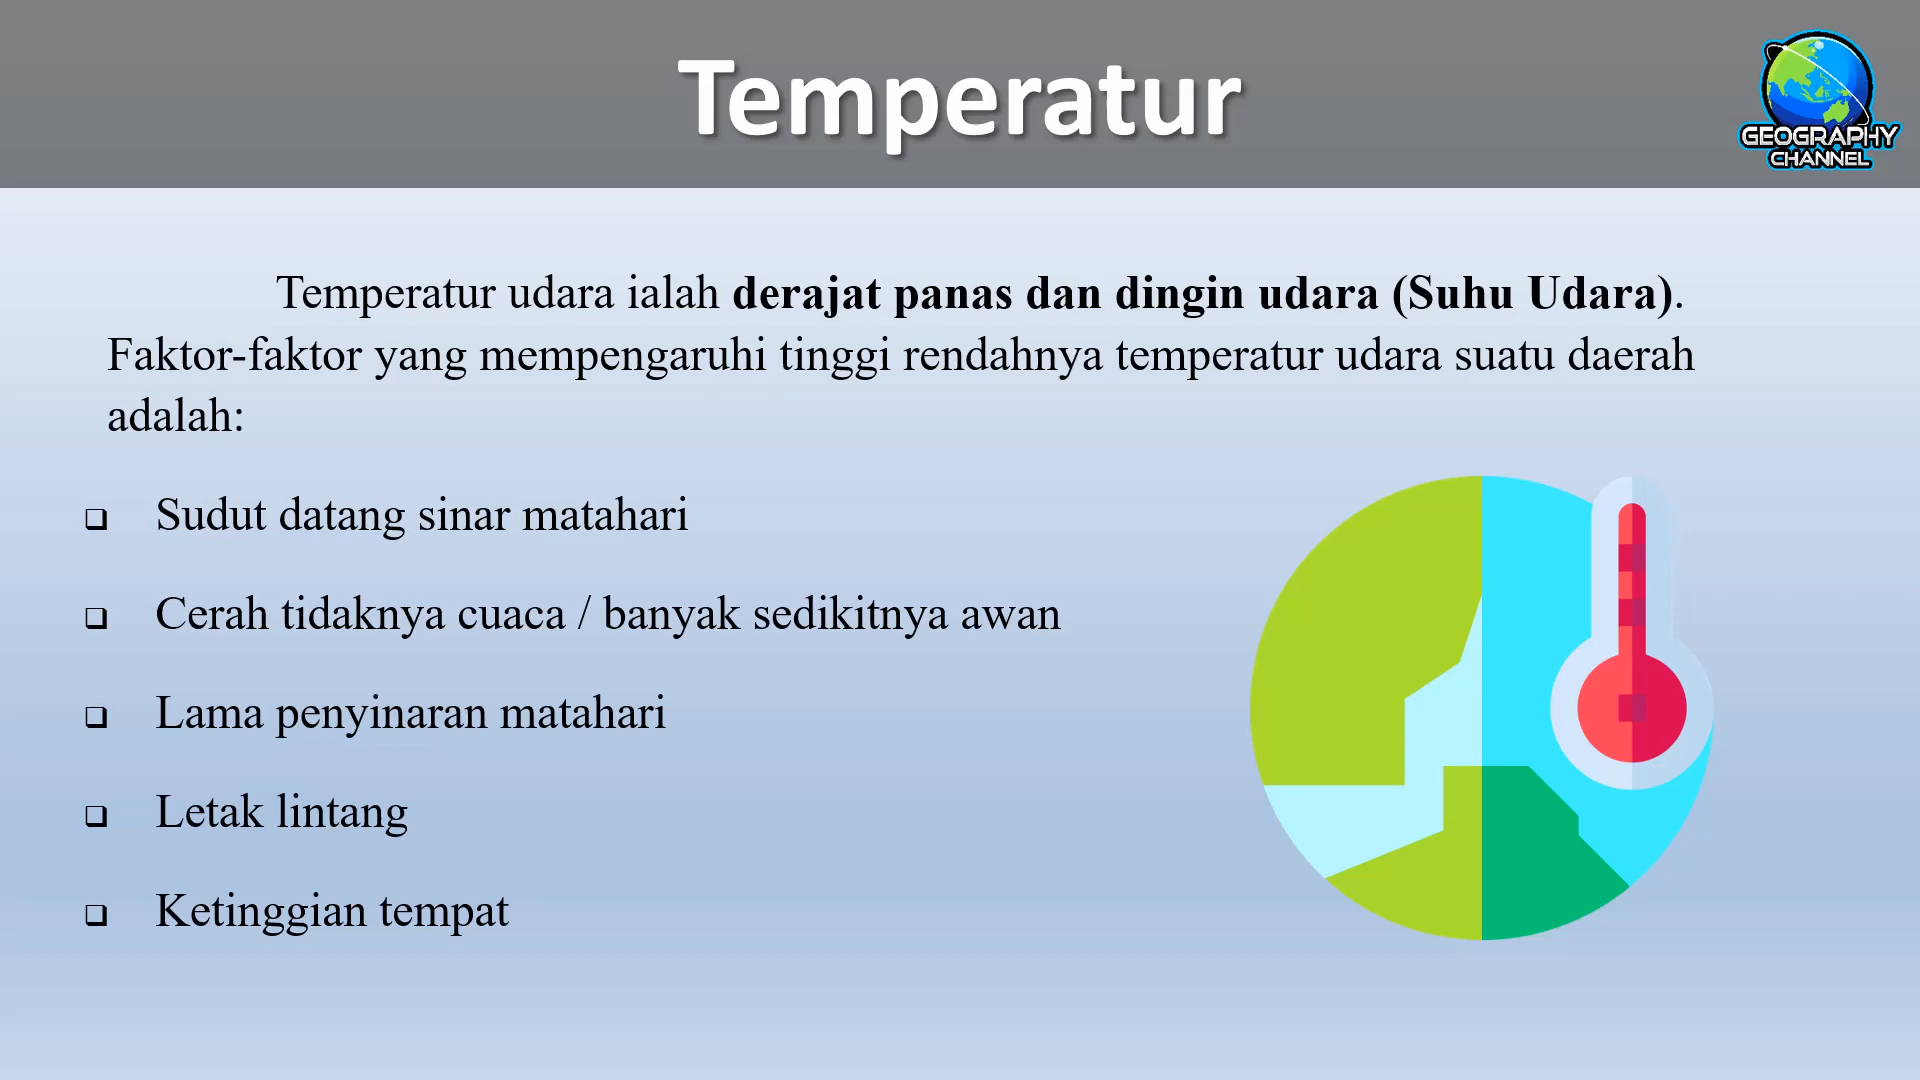 Temperatur
GEOGRAPHY
CHANNEL
Temperatur udara ialah derajat panas dan dingin udara (Suhu Udara).
Faktor-faktor yang mempengaruhi tinggi rendahnya temperatur udara suatu daerah
adalah:
Sudut datang sinar matahari
Cerah tidaknya cuaca / banyak sedikitnya awan
Lama penyinaran matahari
Letak lintang
Ketinggian tempat